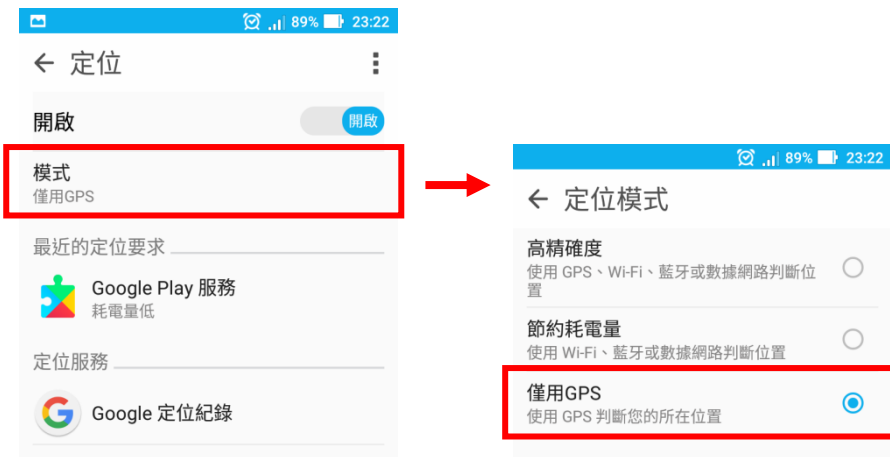 89% 23:22
定位
開啟
開啟
模式
僅用GPS
最近的定位要求
Google Play 服務
耗電量低
定位服務
Google 定位紀錄
89% 23:22
定位模式
高精確度
使用 GPS、Wi-Fi、藍牙或數據網路判斷位
置
節約耗電量
使用 Wi-Fi、藍牙或數據網路判斷位置
僅用GPS
使用 GPS 判斷您的所在位置